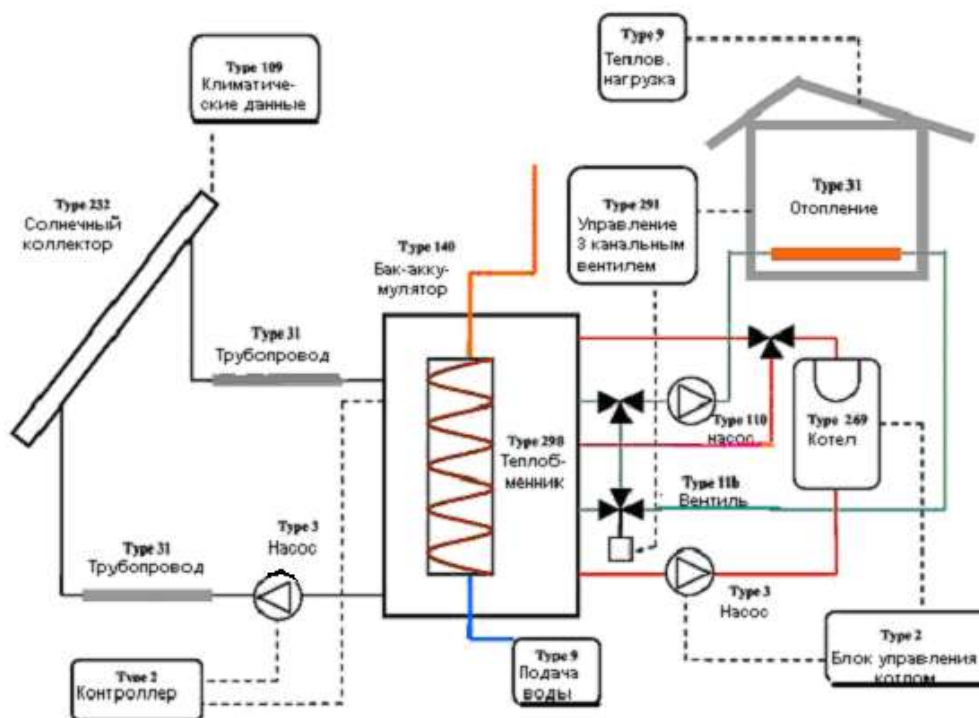 Type 109
Климатиче-
ские данные
Type 9
Теплов.
нагрузка
Type 232
Солнечный
коллектор
Type 291
Управление
3 канальным
вентилем
Type 31
Отопление
Type 140
Бак-акку-
мулятор
Type 31
Трубопровод
Type 110
насос
Type 269
Котел
Type 298
Теплоб-
менник
Type 11b
Вентиль
Type 3
Насос
Type 31
Трубопровод
Type 3
Насос
Type 2
Контроллер
Type 9
Подача
воды
Type 2
Блок управления
котлом